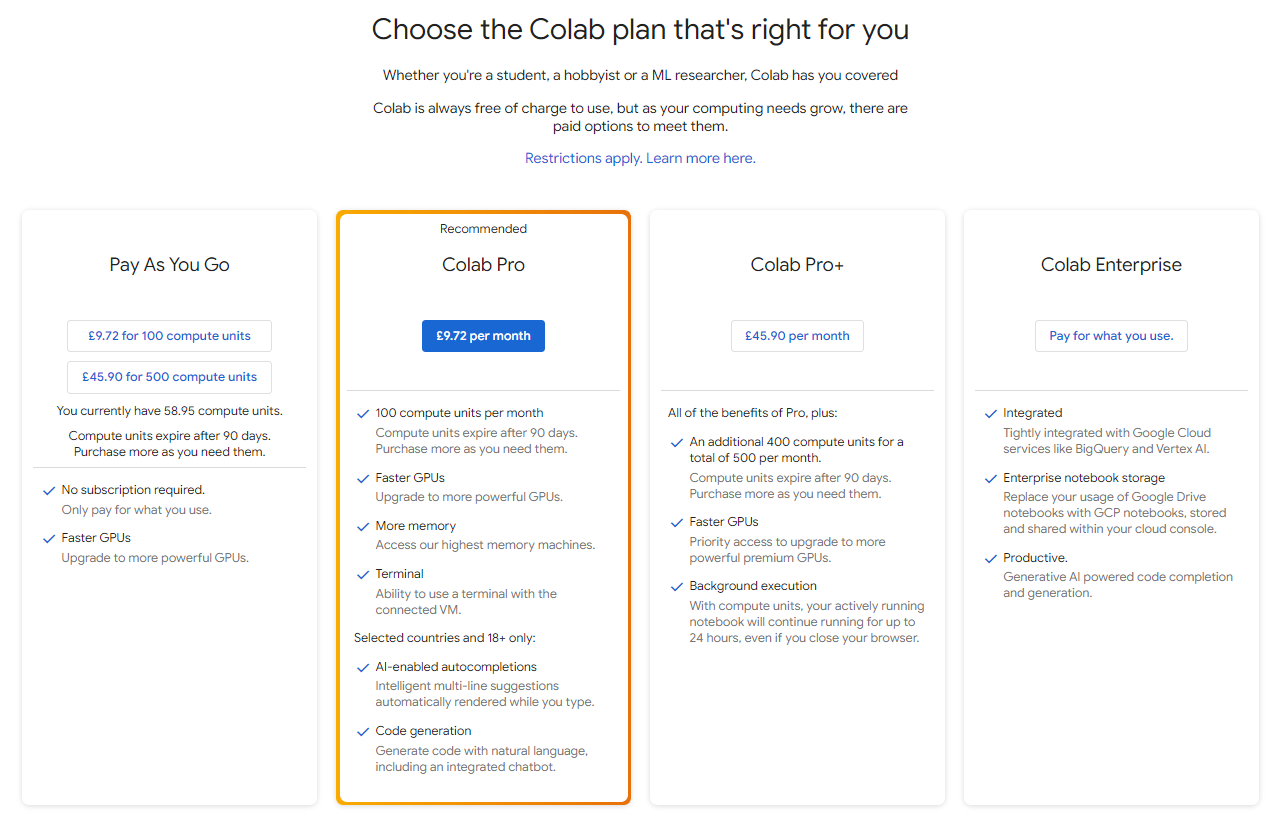 Choose the Colab plan that's right for you
Whether you're a student, a hobbyist or a ML researcher, Colab has you covered
Colab is always free of charge to use, but as your computing needs grow, there are
paid options to meet them.
Restrictions apply. Learn more here.
Pay As You Go
£9.72 for 100 compute units
£45.90 for 500 compute units
You currently have 58.95 compute units.
Compute units expire after 90 days.
Purchase more as you need them.
No subscription required.
Only pay for what you use.
Faster GPUs
Upgrade to more powerful GPUs.
Recommended
Colab Pro
£9.72 per month
100 compute units per month
Compute units expire after 90 days.
Purchase more as you need them.
Faster GPUs
Upgrade to more powerful GPUs.
More memory
Access our highest memory machines.
Terminal
Ability to use a terminal with the
connected VM.
Selected countries and 18+ only:
AI-enabled autocompletions
Intelligent multi-line suggestions
automatically rendered while you type.
Code generation
Generate code with natural language,
including an integrated chatbot.
Colab Pro+
£45.90 per month
All of the benefits of Pro, plus:
An additional 400 compute units for a
total of 500 per month.
Compute units expire after 90 days.
Purchase more as you need them.
Faster GPUs
Priority access to upgrade to more
powerful premium GPUs.
Background execution
With compute units, your actively running
notebook will continue running for up to
24 hours, even if you close your browser.
Colab Enterprise
Pay for what you use.
Integrated
Tightly integrated with Google Cloud
services like BigQuery and Vertex AI.
Enterprise notebook storage
Replace your usage of Google Drive
notebooks with GCP notebooks, stored
and shared within your cloud console.
Productive.
Generative AI powered code completion
and generation.